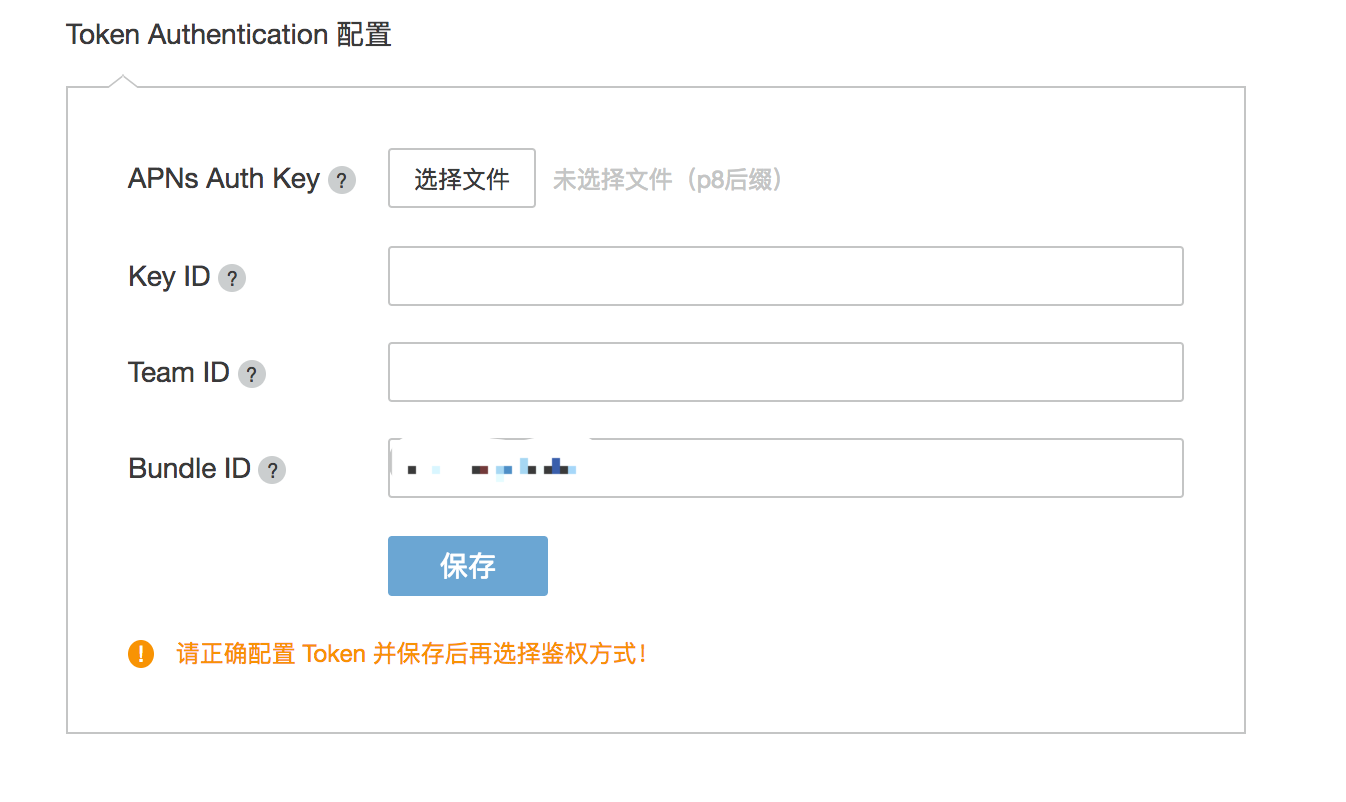 Token Authentication 配置
APNs Auth Key ? 选择文件 未选择文件（p8后缀）
Key ID ?
Team ID ?
Bundle ID ?
保存
! 请正确配置 Token 并保存后再选择鉴权方式！